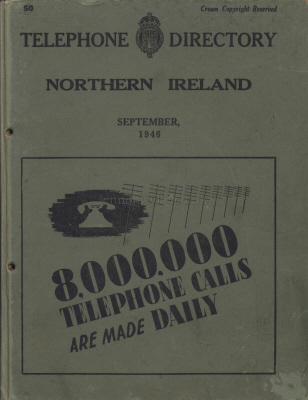 50
Crown Copyright Reserved
TELEPHONE DIRECTORY
NORTHERN IRELAND
SEPTEMBER,
1946
8,000,000
TELEPHONE CALLS
ARE MADE DAILY